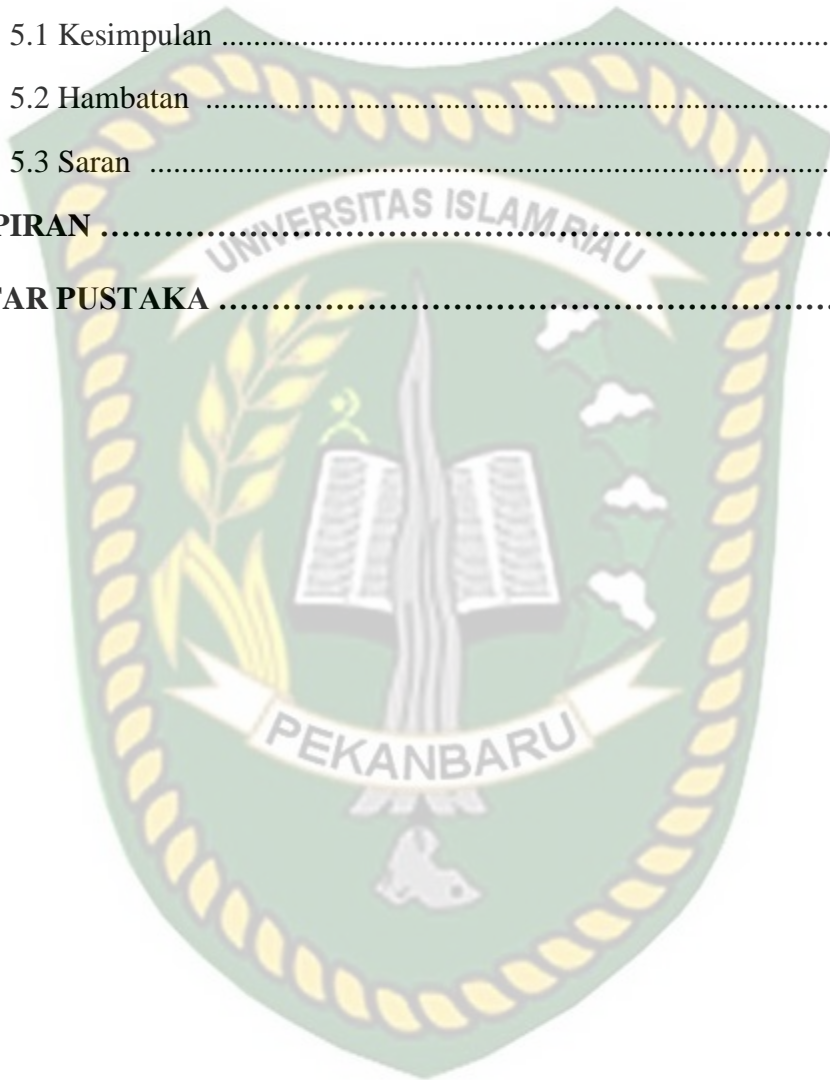 5.1 Kesimpulan ........................................................................
5.2 Hambatan ........................................................................
5.3 Saran ........................................................................
PIRAN ........................................................................
TAR PUSTAKA ........................................................................
UNIVERSITAS ISLAM RIAU
PEKANBARU